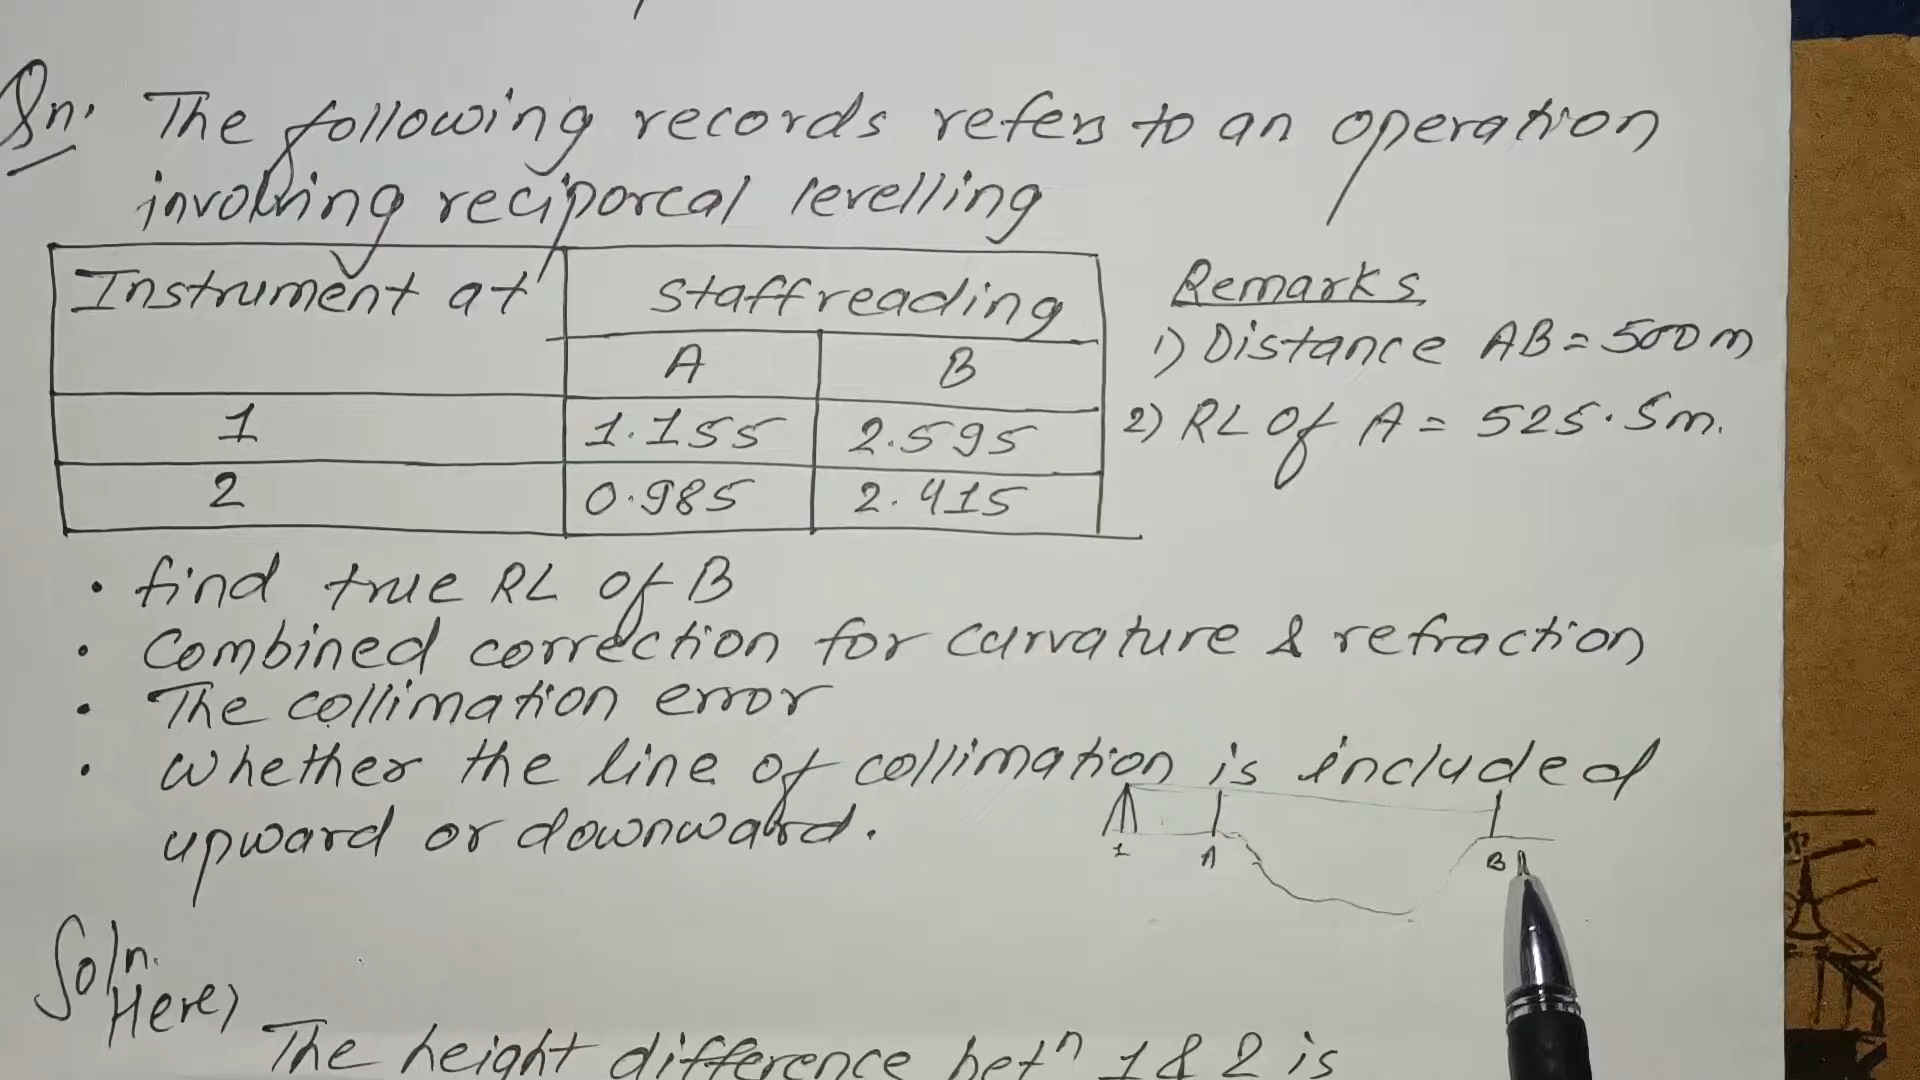 Qn. The following records refers to an operation
involving reciporcal levelling
Instrument at Staff reading
A B
1 1.155 2.595
2 0.985 2.415
Remarks
1) Distance AB = 500m
2) RL of A = 525.5m.
• find true RL of B
• Combined correction for curvature & refraction
• The collimation error
• Whether the line of collimation is included
upward or downward.
1 A B
Soln.
Here,
The height difference betn 1 & 2 is